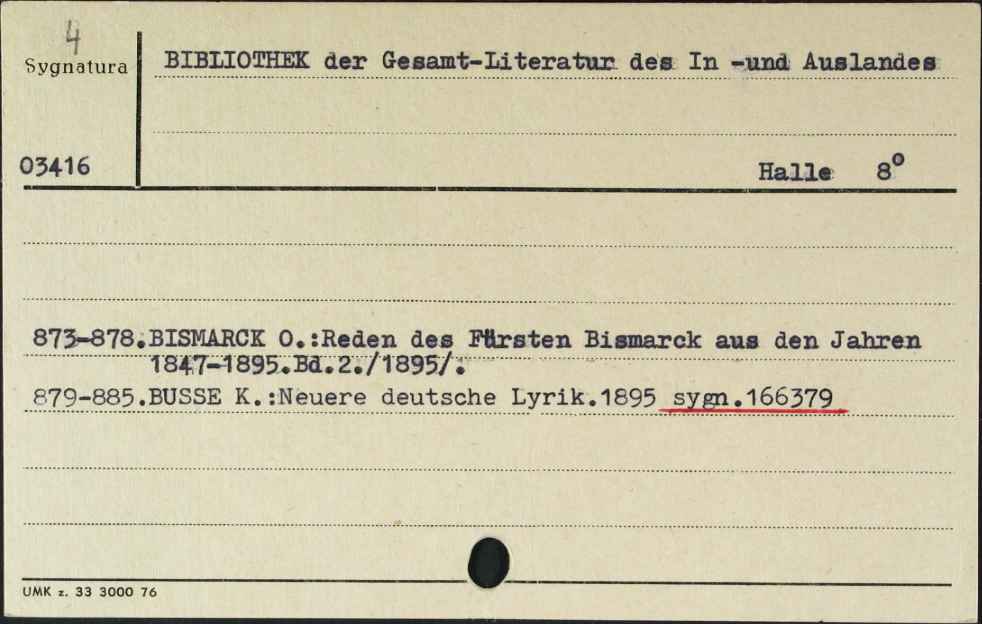 4
Sygnatura
BIBLIOTHEK der Gesamt-Literatur des In -und Auslandes
03416
Halle 8°
873-878.BISMARCK O.:Reden des Fürsten Bismarck aus den Jahren
1847-1895.Bd.2./1895/.
879-885.BUSSE K.:Neuere deutsche Lyrik.1895 sygn.166379
UMK z. 33 3000 76